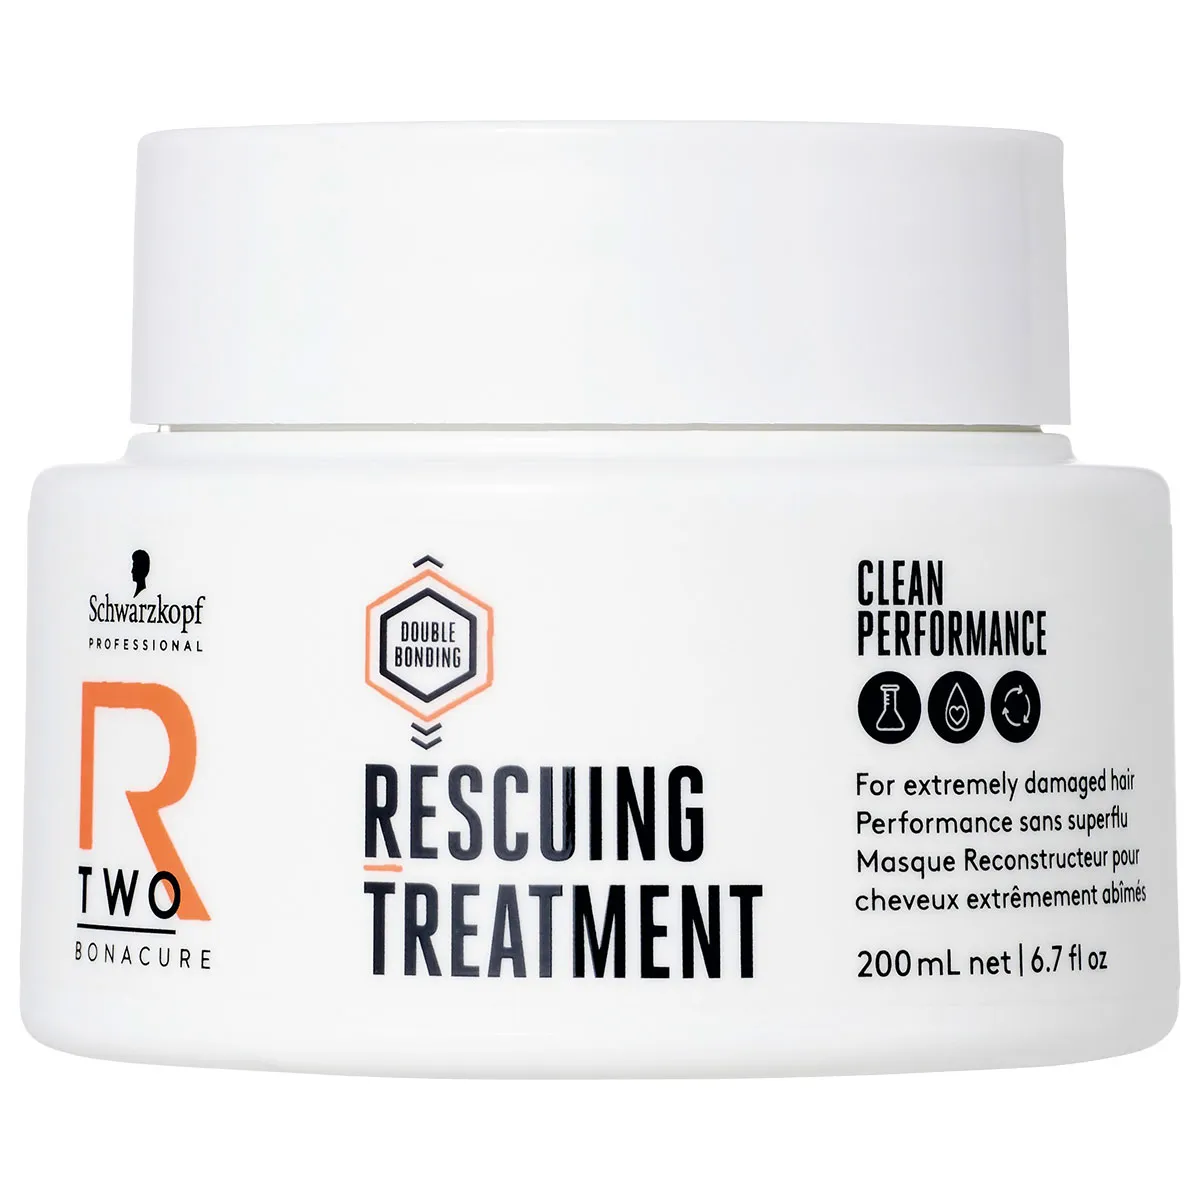 Schwarzkopf
PROFESSIONAL
R
TWO
BONACURE
DOUBLE
BONDING
RESCUING
TREATMENT
CLEAN
PERFORMANCE
For extremely damaged hair
Performance sans superflu
Masque Reconstructeur pour
cheveux extrêmement abîmés
200 mL net | 6.7 fl oz